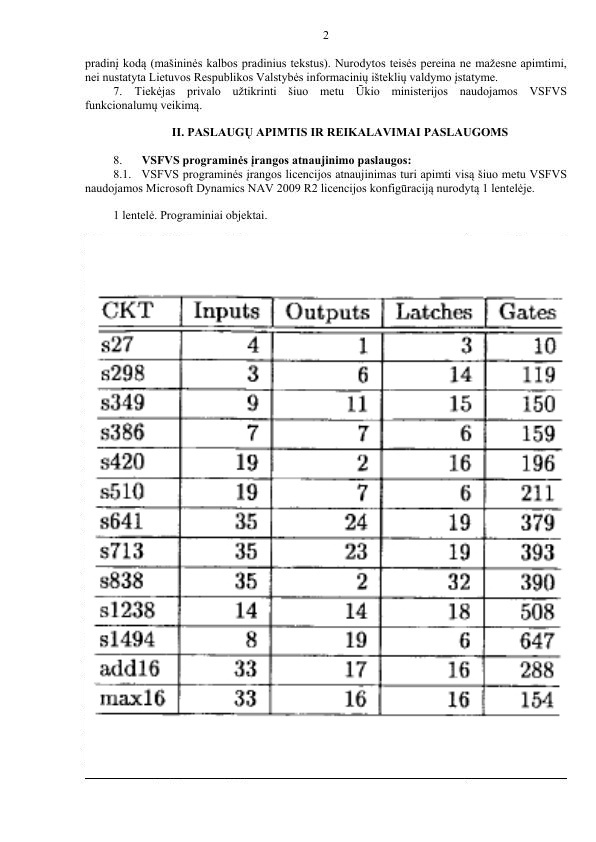 2
pradinį kodą (mašininės kalbos pradinius tekstus). Nurodytos teisės pereina ne mažesne apimtimi,
nei nustatyta Lietuvos Respublikos Valstybės informacinių išteklių valdymo įstatyme.
7. Tiekėjas privalo užtikrinti šiuo metu Ūkio ministerijos naudojamos VSFVS
funkcionalumų veikimą.
II. PASLAUGŲ APIMTIS IR REIKALAVIMAI PASLAUGOMS
8. VSFVS programinės įrangos atnaujinimo paslaugos:
8.1. VSFVS programinės įrangos licencijos atnaujinimas turi apimti visą šiuo metu VSFVS
naudojamos Microsoft Dynamics NAV 2009 R2 licencijos konfigūraciją nurodytą 1 lentelėje.
1 lentelė. Programiniai objektai.
CKT Inputs Outputs Latches Gates
s27 4 1 3 10
s298 3 6 14 119
s349 9 11 15 150
s386 7 7 6 159
s420 19 2 16 196
s510 19 7 6 211
s641 35 24 19 379
s713 35 23 19 393
s838 35 2 32 390
s1238 14 14 18 508
s1494 8 19 6 647
add16 33 17 16 288
max16 33 16 16 154